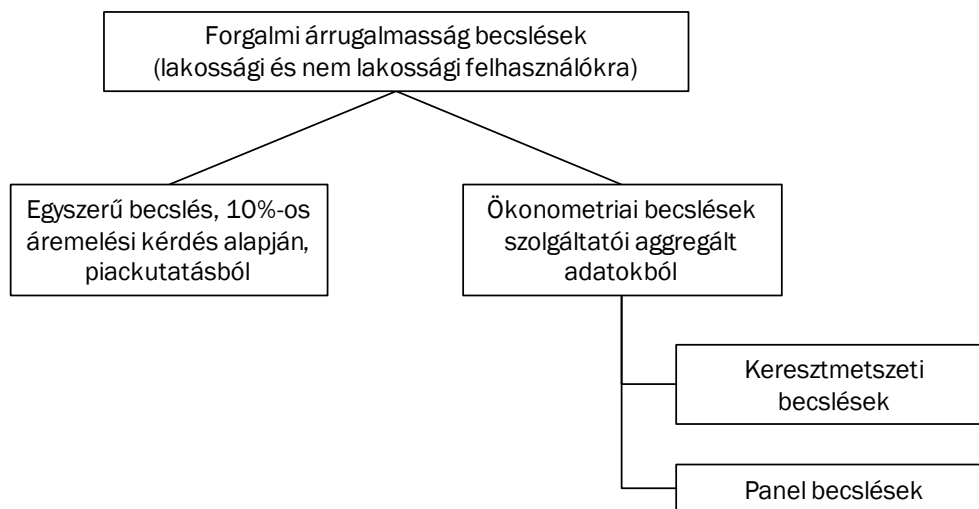 Forgalmi árrugalmasság becslések
(lakossági és nem lakossági felhasználókra)
Egyszerű becslés, 10%-os
áremelési kérdés alapján,
piackutatásból
Ökonometriai becslések
szolgáltatói aggregált
adatokból
Keresztmetszeti
becslések
Panel becslések